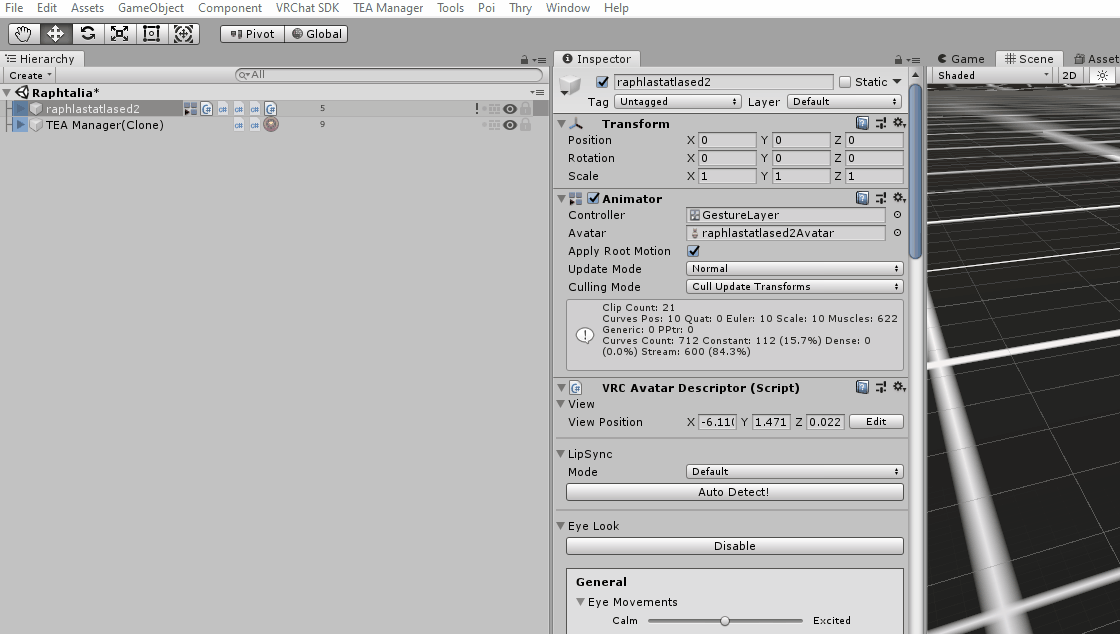 File Edit Assets GameObject Component VRChat SDK TEA Manager Tools Poi Thry Window Help
Pivot Global
Hierarchy
Create All
Raphtalia*
raphlastatlased2 5
TEA Manager(Clone) 9
Inspector
raphlastatlased2 Static
Tag Untagged Layer Default
Transform
Position X 0 Y 0 Z 0
Rotation X 0 Y 0 Z 0
Scale X 1 Y 1 Z 1
Animator
Controller GestureLayer
Avatar raphlastatlased2Avatar
Apply Root Motion
Update Mode Normal
Culling Mode Cull Update Transforms
Clip Count: 21
Curves Pos: 10 Quat: 0 Euler: 10 Scale: 10 Muscles: 622
Generic: 0 PPtr: 0
Curves Count: 712 Constant: 112 (15.7%) Dense: 0
(0.0%) Stream: 600 (84.3%)
VRC Avatar Descriptor (Script)
View
View Position X -6.11 Y 1.471 Z 0.022 Edit
LipSync
Mode Default
Auto Detect!
Eye Look
Disable
General
Eye Movements
Calm Excited
Game Scene Asset
Shaded 2D